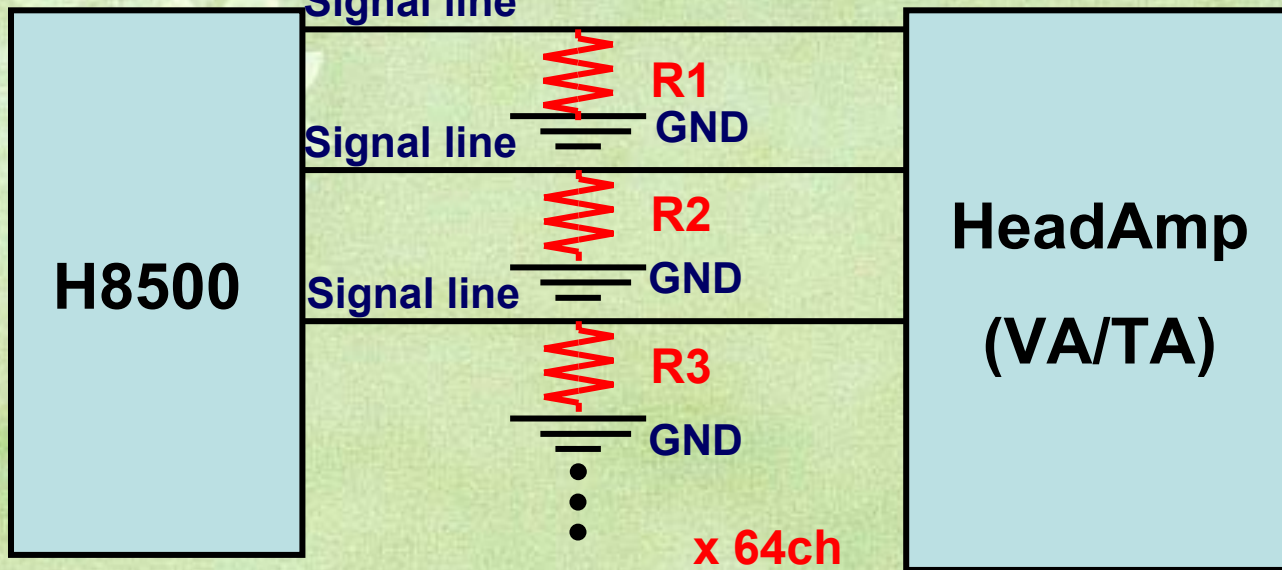 Signal line
R1
GND
Signal line
R2
GND
Signal line
R3
GND
x 64ch
H8500
HeadAmp
(VA/TA)